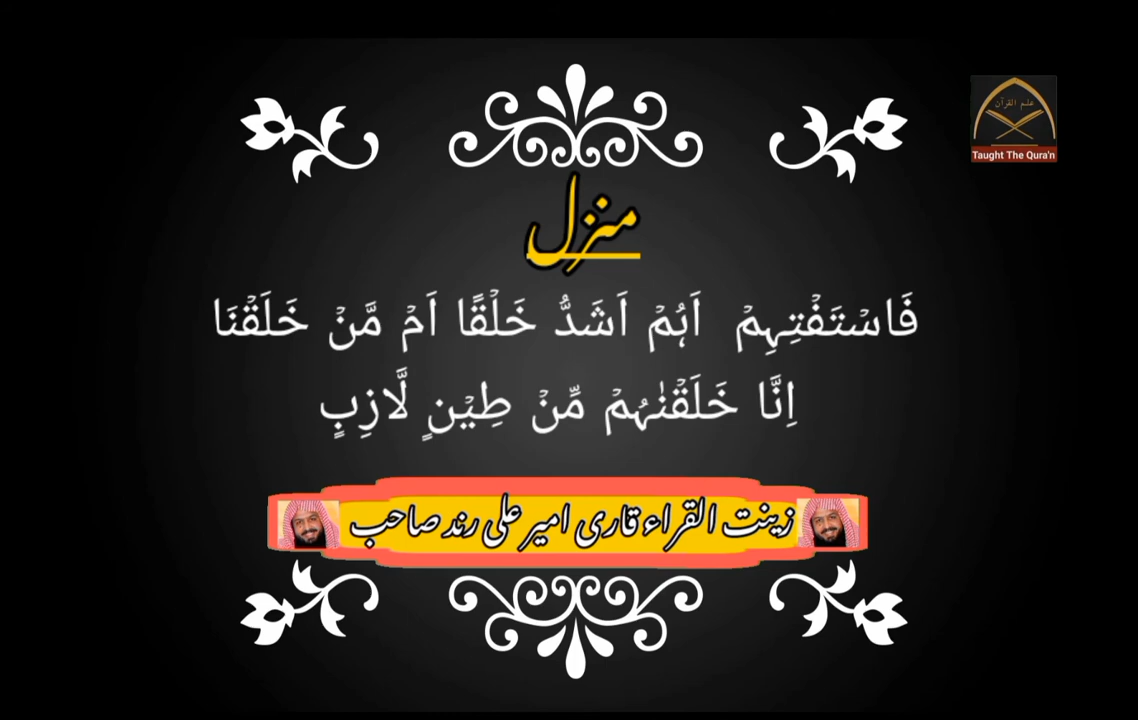 علم القرآن
Taught The Qura'n
منزل
فَاسْتَفْتِہِمْ اَہُمْ اَشَدُّ خَلْقًا اَمْ مَّنْ خَلَقْنَا
اِنَّا خَلَقْنٰہُمْ مِّنْ طِیْنٍ لَّازِبٍ
زینت القراء قاری امیر علی رند صاحب